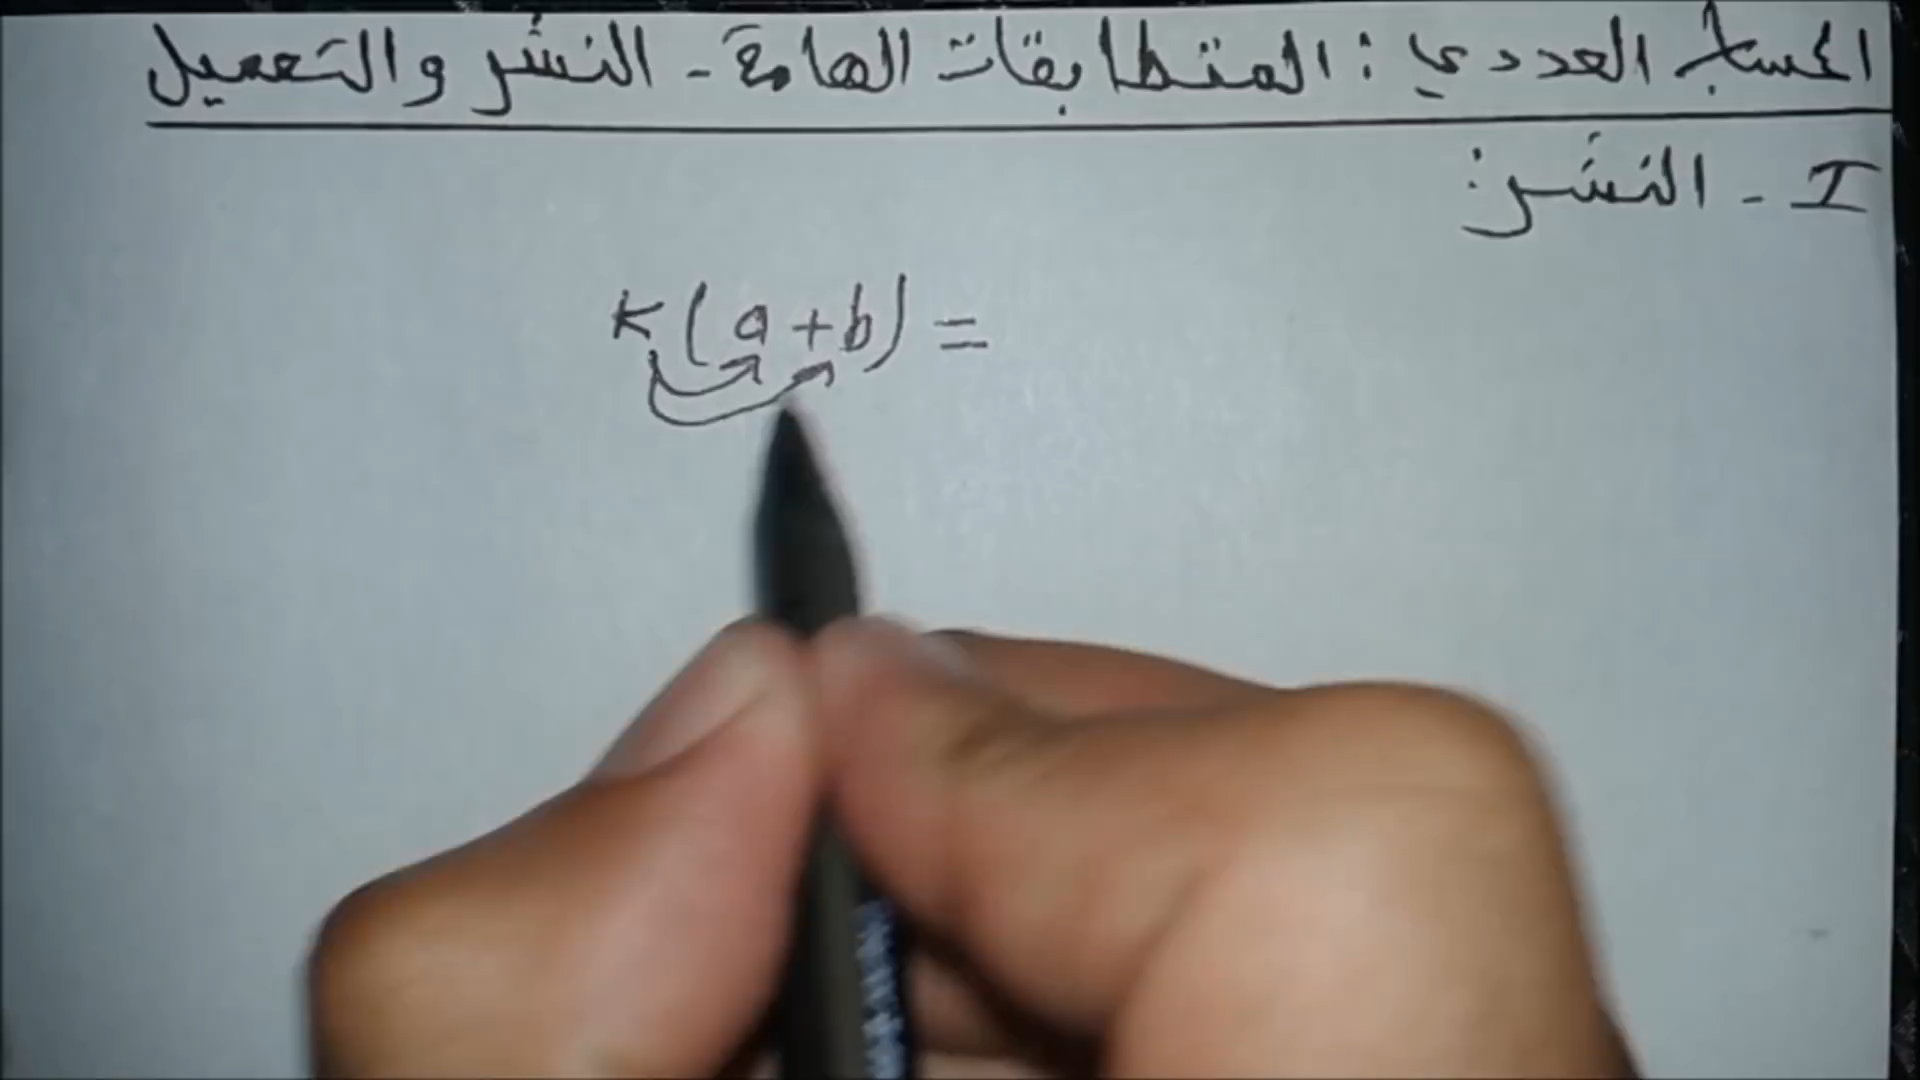 الحساب العددي : المتطابقات الهامة - النشر والتعميل
I - النشر :
k(a+b) =